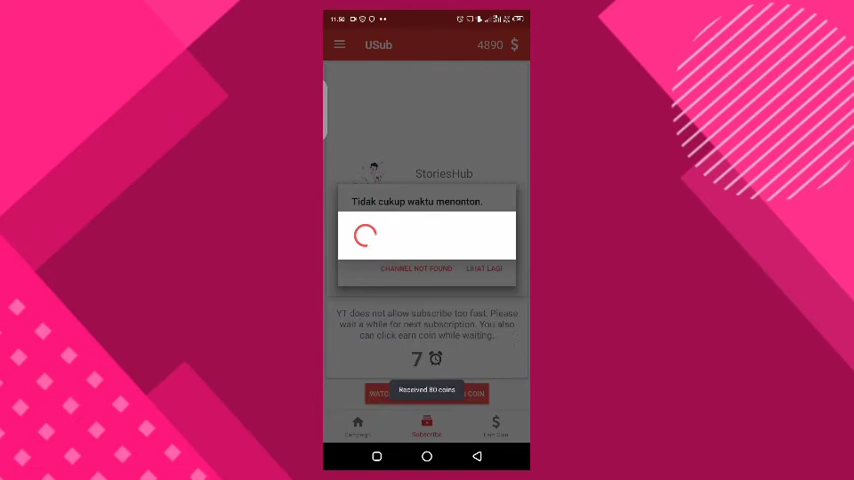 11.50
USub
4890 $
StoriesHub
Tidak cukup waktu menonton.
CHANNEL NOT FOUND LIHAT LAGI
YT does not allow subscribe too fast. Please
wait a while for next subscription. You also
can click earn coin while waiting.
7
Received 80 coins
COIN
Campaign Subscribe Earn Coin